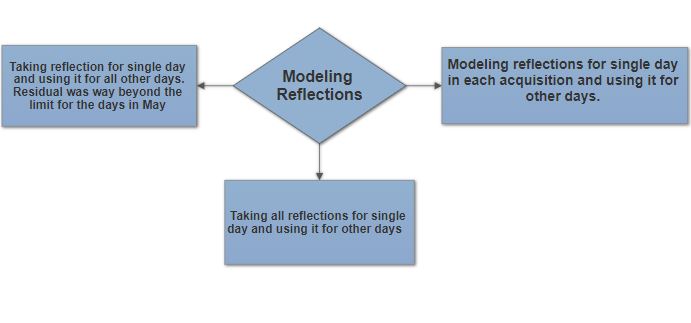 Taking reflection for single day
and using it for all other days.
Residual was way beyond the
limit for the days in May
Modeling
Reflections
Modeling reflections for single day
in each acquisition and using it for
other days.
Taking all reflections for single
day and using it for other days